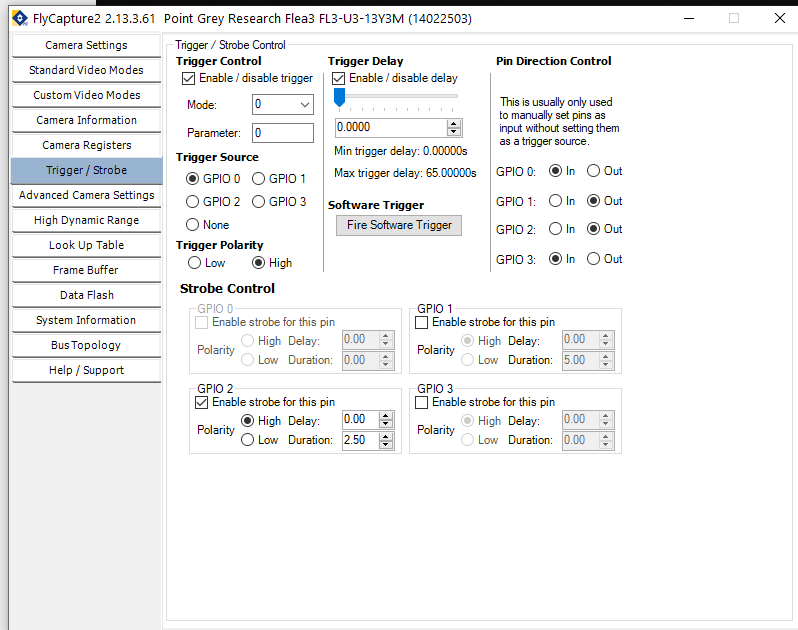 FlyCapture2 2.13.3.61 Point Grey Research Flea3 FL3-U3-13Y3M (14022503)
Camera Settings
Standard Video Modes
Custom Video Modes
Camera Information
Camera Registers
Trigger / Strobe
Advanced Camera Settings
High Dynamic Range
Look Up Table
Frame Buffer
Data Flash
System Information
Bus Topology
Help / Support
Trigger / Strobe Control
Trigger Control
Enable / disable trigger
Mode: 0
Parameter: 0
Trigger Source
GPIO 0 GPIO 1
GPIO 2 GPIO 3
None
Trigger Polarity
Low High
Trigger Delay
Enable / disable delay
0.0000
Min trigger delay: 0.00000s
Max trigger delay: 65.00000s
Software Trigger
Fire Software Trigger
Pin Direction Control
This is usually only used
to manually set pins as
input without setting them
as a trigger source.
GPIO 0: In Out
GPIO 1: In Out
GPIO 2: In Out
GPIO 3: In Out
Strobe Control
GPIO 0
Enable strobe for this pin
Polarity
High Delay: 0.00
Low Duration: 0.00
GPIO 1
Enable strobe for this pin
Polarity
High Delay: 0.00
Low Duration: 5.00
GPIO 2
Enable strobe for this pin
Polarity
High Delay: 0.00
Low Duration: 2.50
GPIO 3
Enable strobe for this pin
Polarity
High Delay: 0.00
Low Duration: 0.00